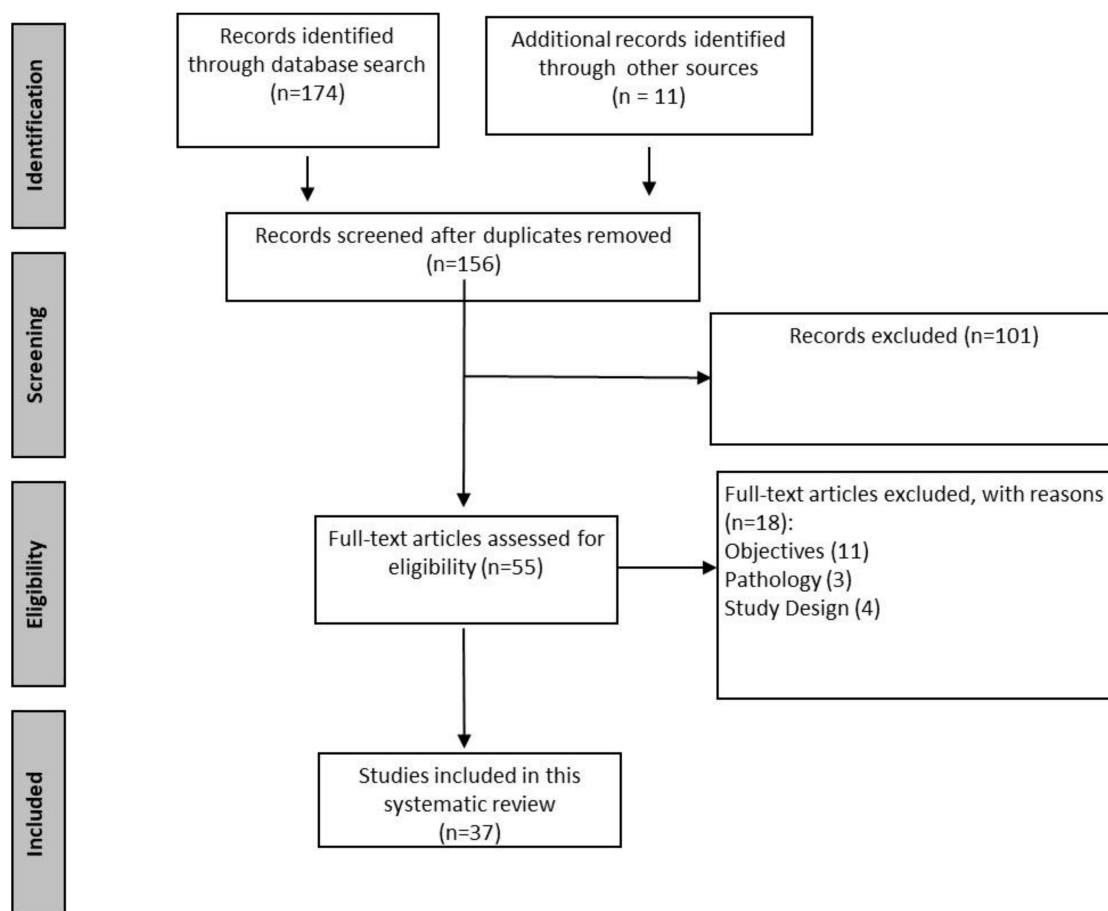 Identification
Records identified
through database search
(n=174)
Additional records identified
through other sources
(n = 11)
Records screened after duplicates removed
(n=156)
Screening
Records excluded (n=101)
Eligibility
Full-text articles assessed for
eligibility (n=55)
Full-text articles excluded, with reasons
(n=18):
Objectives (11)
Pathology (3)
Study Design (4)
Included
Studies included in this
systematic review
(n=37)